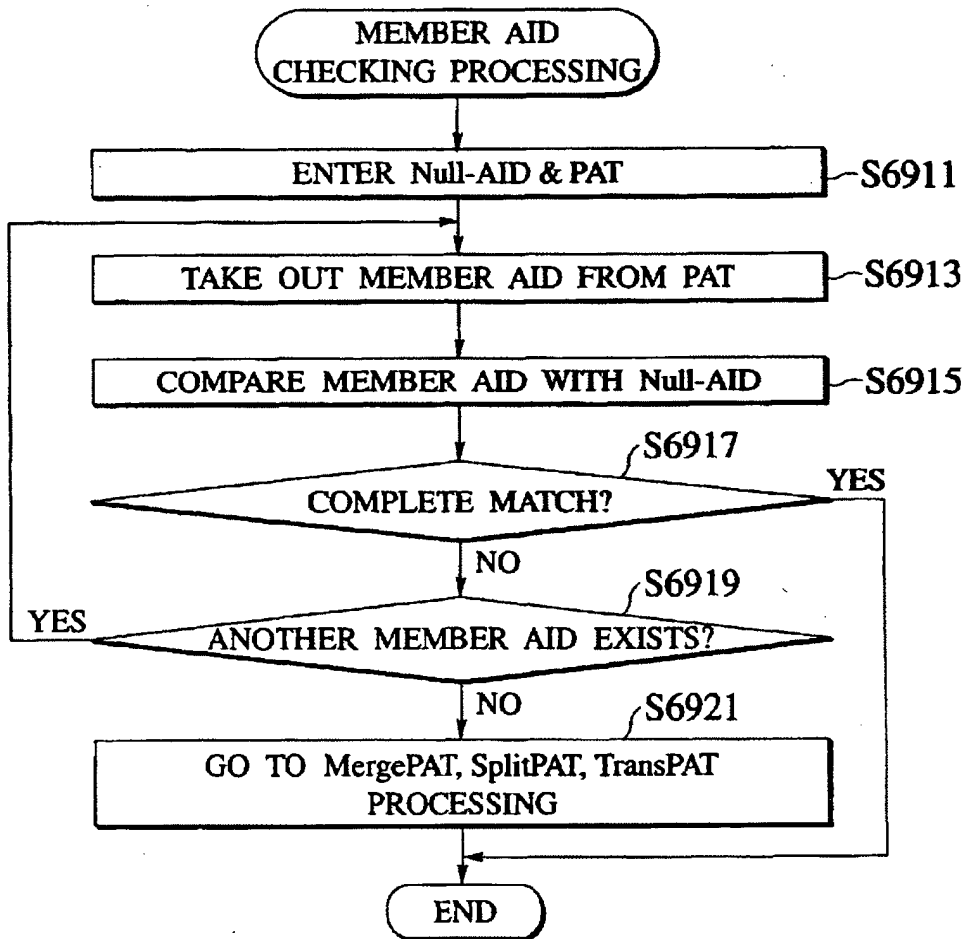 MEMBER AID
CHECKING PROCESSING
ENTER Null-AID & PAT
S6911
TAKE OUT MEMBER AID FROM PAT
S6913
COMPARE MEMBER AID WITH Null-AID
S6915
S6917
COMPLETE MATCH?
YES
NO
S6919
YES
ANOTHER MEMBER AID EXISTS?
NO
S6921
GO TO MergePAT, SplitPAT, TransPAT
PROCESSING
END